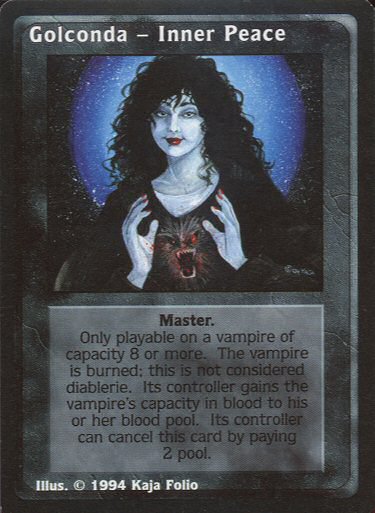 Golconda – Inner Peace
Master.
Only playable on a vampire of
capacity 8 or more.  The vampire
is burned; this is not considered
diablerie.  Its controller gains the
vampire's capacity in blood to his
or her blood pool.  Its controller
can cancel this card by paying
2 pool.
Illus. © 1994 Kaja Folio